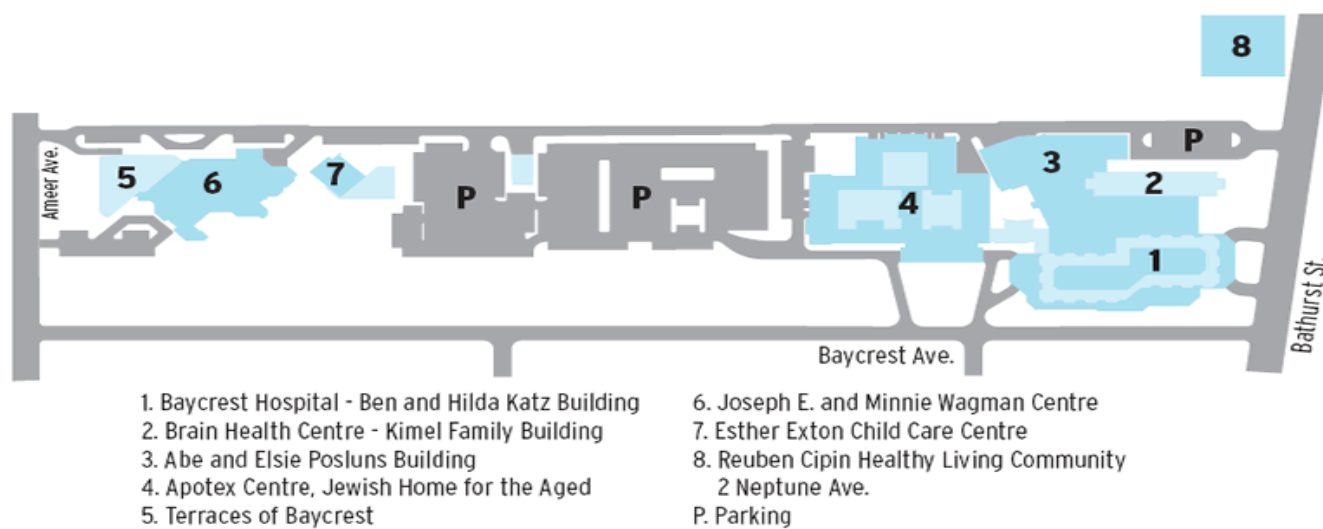 8
P
3
2
5
6
7
P
P
4
1
Ameer Ave.
Bathurst St.
Baycrest Ave.
1. Baycrest Hospital - Ben and Hilda Katz Building
2. Brain Health Centre - Kimel Family Building
3. Abe and Elsie Posluns Building
4. Apotex Centre, Jewish Home for the Aged
5. Terraces of Baycrest
6. Joseph E. and Minnie Wagman Centre
7. Esther Exton Child Care Centre
8. Reuben Cipin Healthy Living Community
2 Neptune Ave.
P. Parking